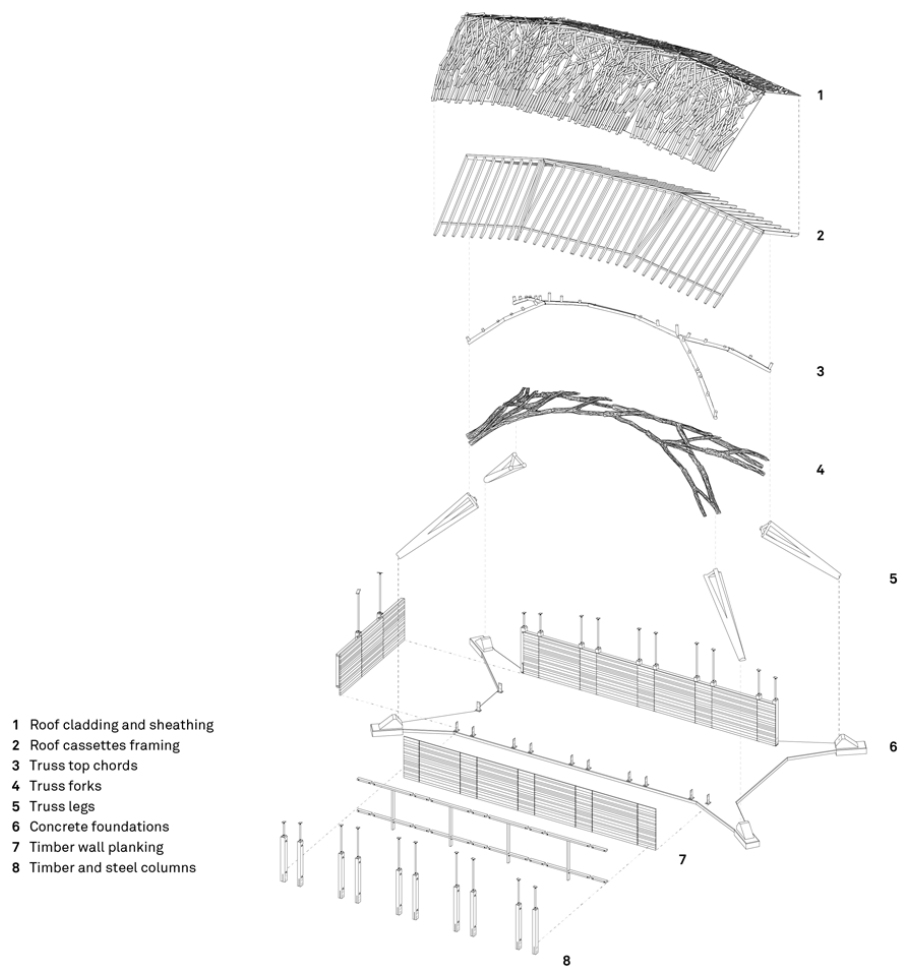 1
2
3
4
5
6
7
8
1 Roof cladding and sheathing
2 Roof cassettes framing
3 Truss top chords
4 Truss forks
5 Truss legs
6 Concrete foundations
7 Timber wall planking
8 Timber and steel columns